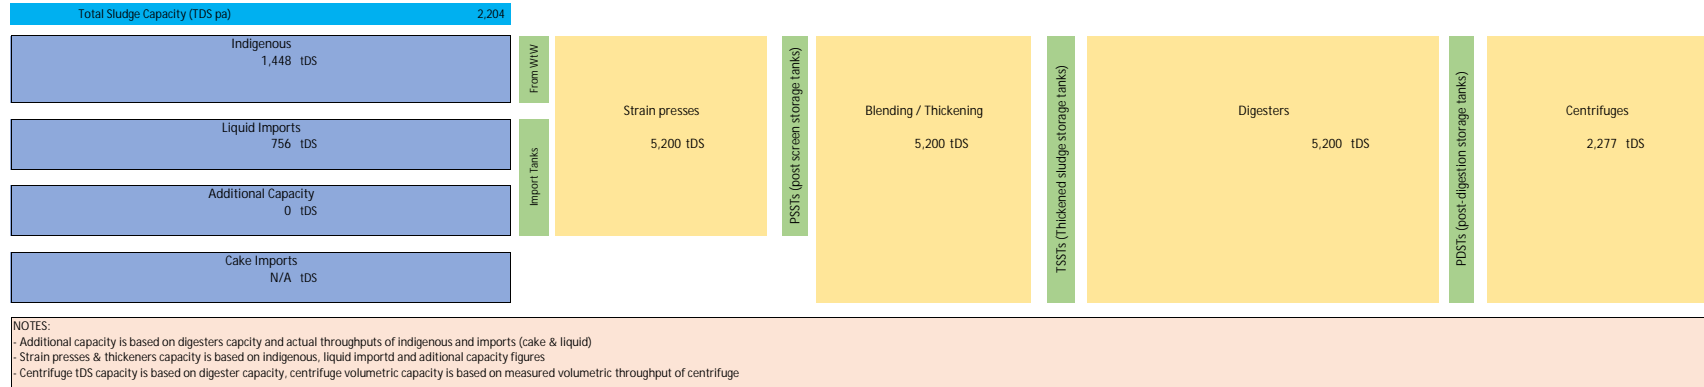 Total Sludge Capacity (TDS pa) 2,204
Indigenous
1,448 tDS
Liquid Imports
756 tDS
Additional Capacity
0 tDS
Cake Imports
N/A tDS
From WtW
Import Tanks
Strain presses
5,200 tDS
PSSTs (post screen storage tanks)
Blending / Thickening
5,200 tDS
TSSTs (Thickened sludge storage tanks)
Digesters
5,200 tDS
PDSTs (post-digestion storage tanks)
Centrifuges
2,277 tDS
NOTES:
- Additional capacity is based on digesters capcity and actual throughputs of indigenous and imports (cake & liquid)
- Strain presses & thickeners capacity is based on indigenous, liquid importd and aditional capacity figures
- Centrifuge tDS capacity is based on digester capacity, centrifuge volumetric capacity is based on measured volumetric throughput of centrifuge